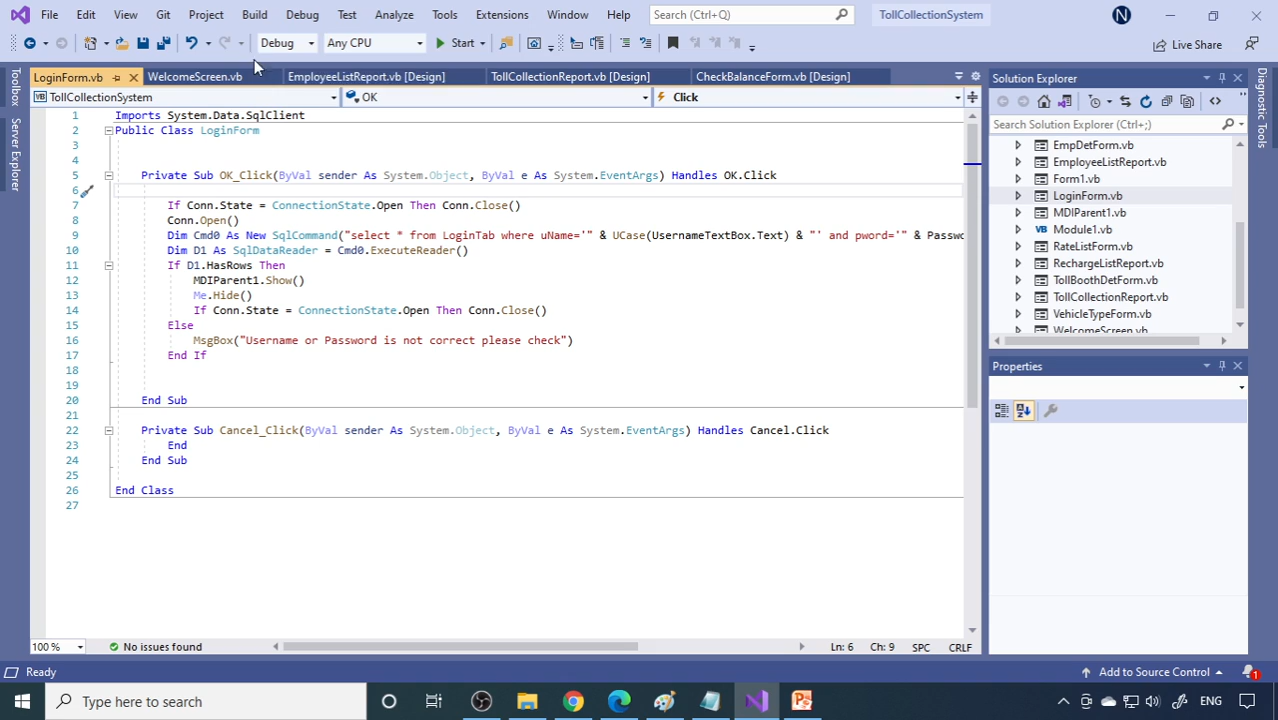 File Edit View Git Project Build Debug Test Analyze Tools Extensions Window Help Search (Ctrl+Q) TollCollectionSystem N
Debug Any CPU Start Live Share
LoginForm.vb WelcomeScreen.vb EmployeeListReport.vb [Design] TollCollectionReport.vb [Design] CheckBalanceForm.vb [Design]
TollCollectionSystem OK Click
Toolbox
Server Explorer
1 Imports System.Data.SqlClient
2 Public Class LoginForm
3
4
5 Private Sub OK_Click(ByVal sender As System.Object, ByVal e As System.EventArgs) Handles OK.Click
6
7 If Conn.State = ConnectionState.Open Then Conn.Close()
8 Conn.Open()
9 Dim Cmd0 As New SqlCommand("select * from LoginTab where uName='" & UCase(UsernameTextBox.Text) & "' and pword='" & Passwo
10 Dim D1 As SqlDataReader = Cmd0.ExecuteReader()
11 If D1.HasRows Then
12 MDIParent1.Show()
13 Me.Hide()
14 If Conn.State = ConnectionState.Open Then Conn.Close()
15 Else
16 MsgBox("Username or Password is not correct please check")
17 End If
18
19
20 End Sub
21
22 Private Sub Cancel_Click(ByVal sender As System.Object, ByVal e As System.EventArgs) Handles Cancel.Click
23 End
24 End Sub
25
26 End Class
27
100 % No issues found Ln: 6 Ch: 9 SPC CRLF
Solution Explorer
Search Solution Explorer (Ctrl+;)
EmpDetForm.vb
EmployeeListReport.vb
Form1.vb
LoginForm.vb
MDIParent1.vb
Module1.vb
RateListForm.vb
RechargeListReport.vb
TollBoothDetForm.vb
TollCollectionReport.vb
VehicleTypeForm.vb
WelcomeScreen.vb
Properties
Diagnostic Tools
Ready Add to Source Control 1
Type here to search ENG